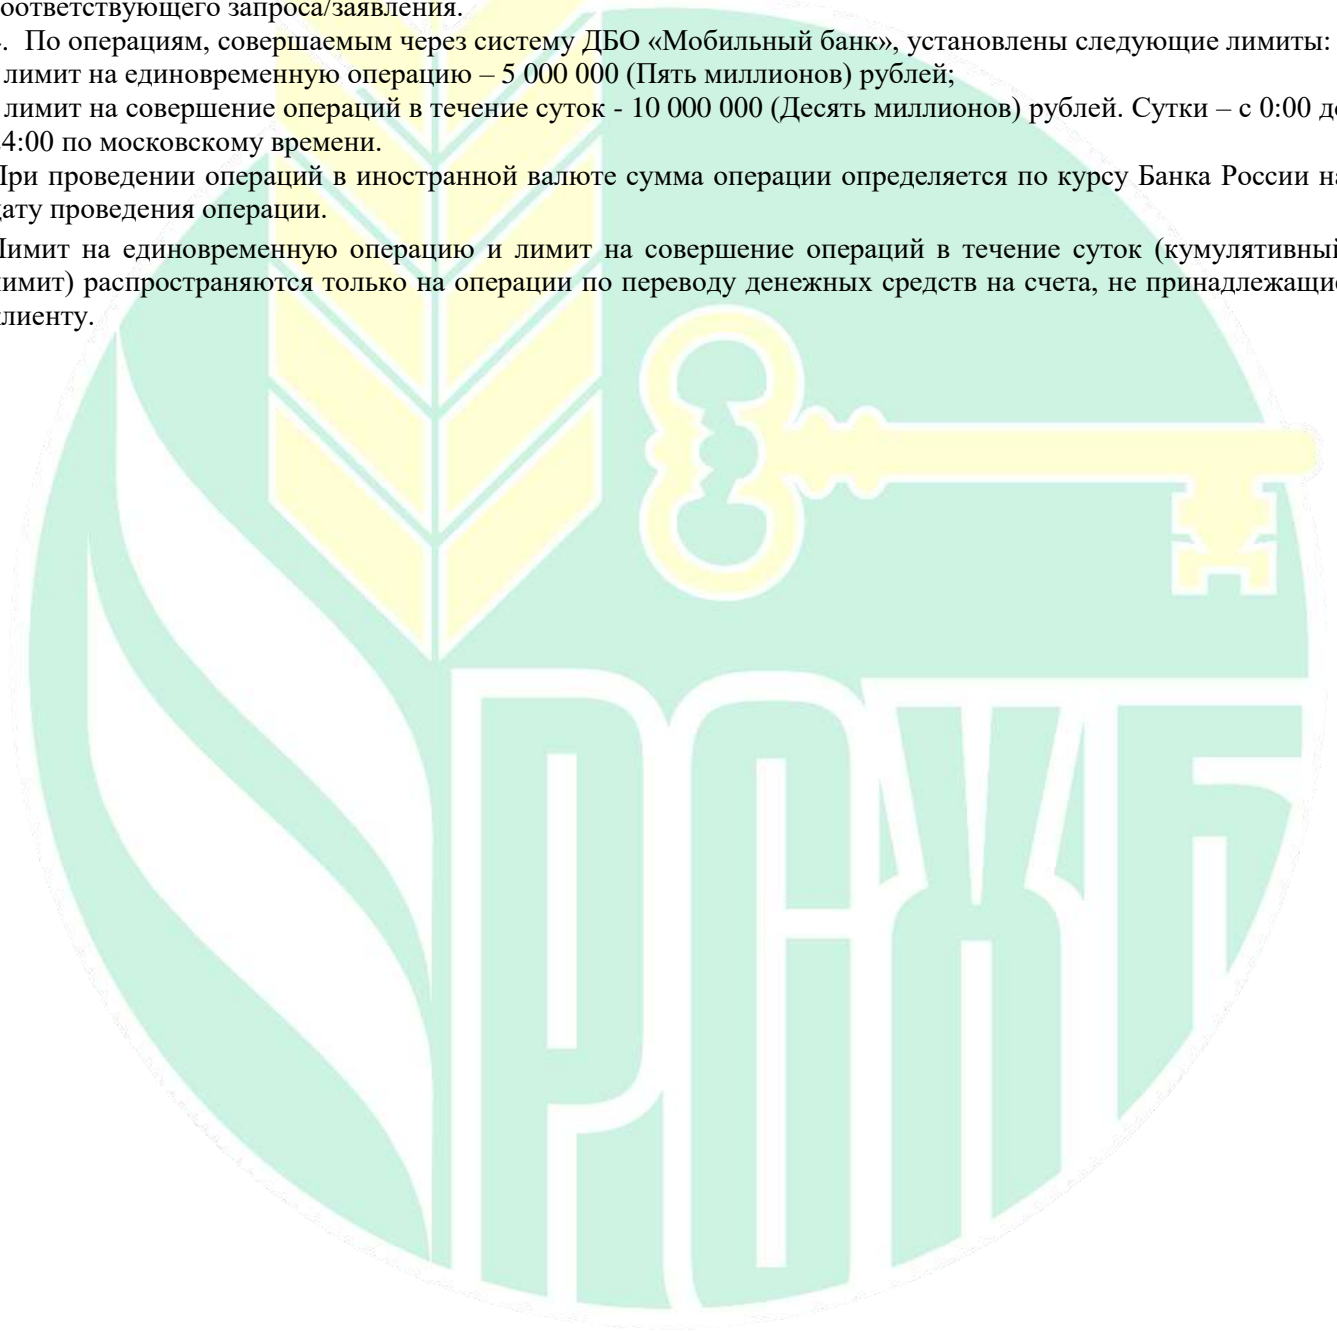 оответствующего запроса/заявления.
. По операциям, совершаемым через систему ДБО «Мобильный банк», установлены следующие лимиты:
лимит на единовременную операцию – 5 000 000 (Пять миллионов) рублей;
лимит на совершение операций в течение суток - 10 000 000 (Десять миллионов) рублей. Сутки – с 0:00 до
4:00 по московскому времени.
При проведении операций в иностранной валюте сумма операции определяется по курсу Банка России на
дату проведения операции.
Лимит на единовременную операцию и лимит на совершение операций в течение суток (кумулятивный
лимит) распространяются только на операции по переводу денежных средств на счета, не принадлежащие
клиенту.
РСХБ